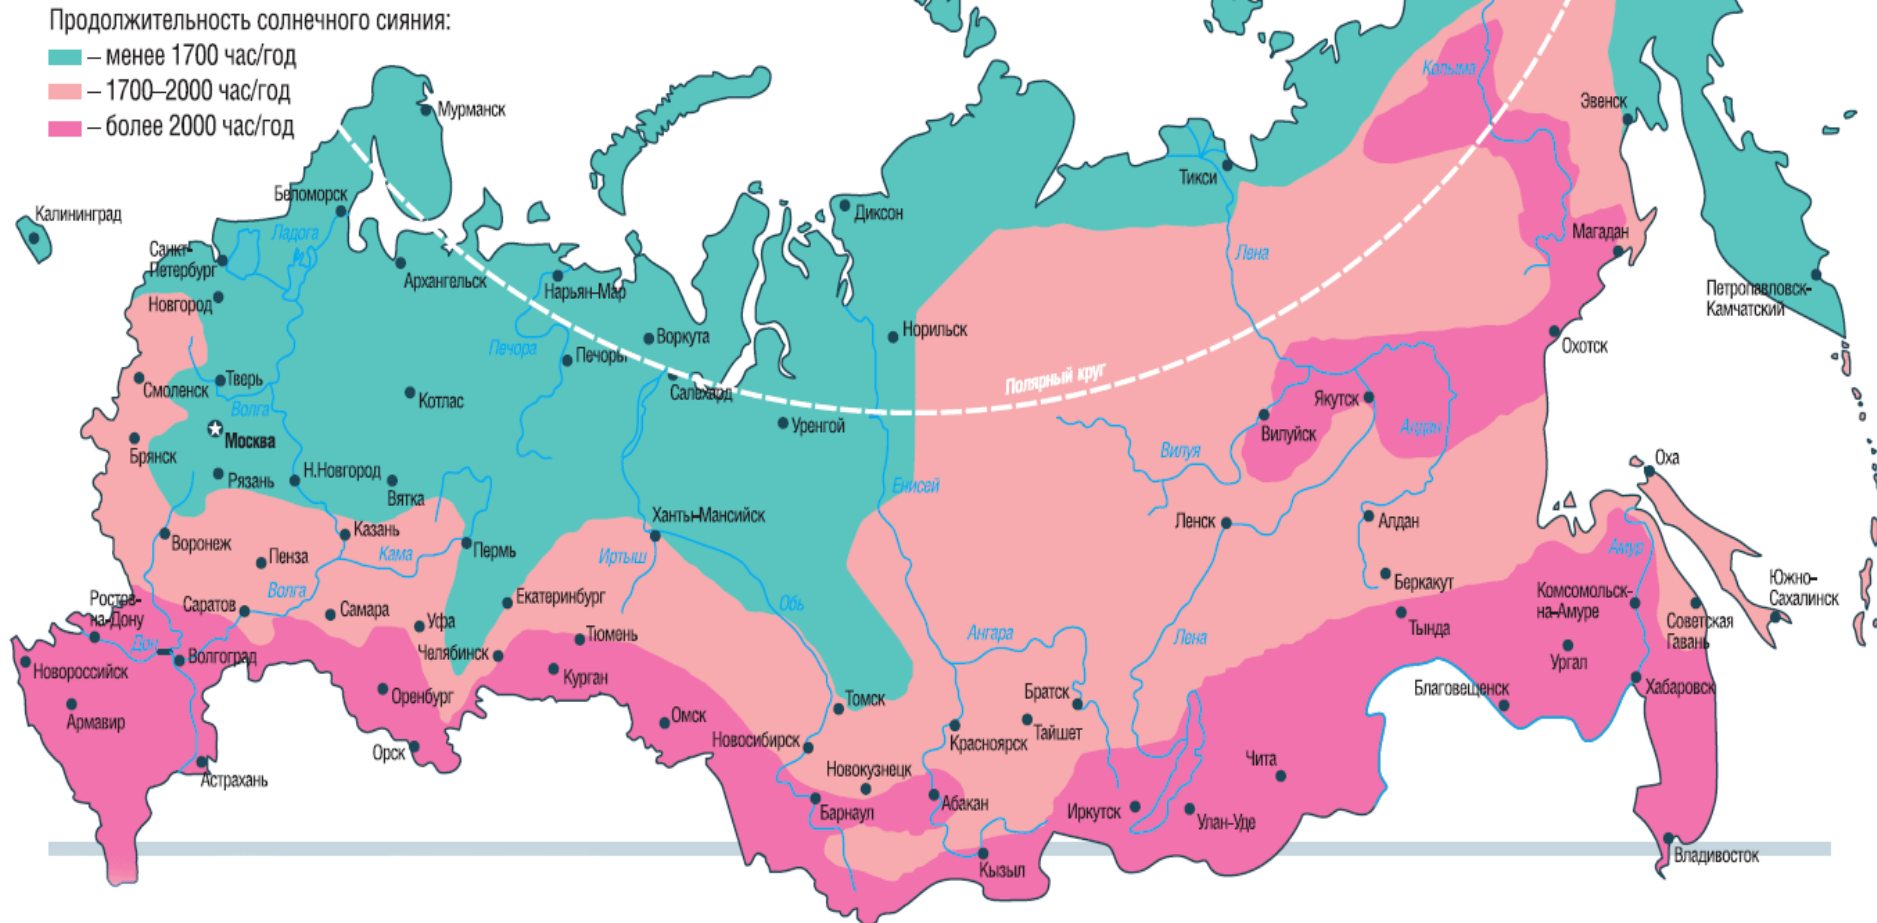 Продолжительность солнечного сияния:
– менее 1700 час/год
– 1700–2000 час/год
– более 2000 час/год
Мурманск
Колыма
Эвенск
Тикси
Беломорск
Калининград
Диксон
Ладога
Магадан
Санкт-
Петербург
Лена
Архангельск
Нарьян-Мар
Петропавловск-
Камчатский
Новгород
Норильск
Воркута
Печора
Печоры
Охотск
Полярный круг
Смоленск
Тверь
Салехард
Котлас
Якутск
Волга
Уренгой
Вилуйск
Алдан
Москва
Брянск
Вилуя
Оха
Рязань
Н.Новгород
Вятка
Енисей
Ханты-Мансийск
Ленск
Алдан
Казань
Воронеж
Пермь
Кама
Пенза
Иртыш
Амур
Беркакут
Южно-
Сахалинск
Волга
Екатеринбург
Обь
Комсомольск-
на-Амуре
Ростов-
на-Дону
Саратов
Самара
Уфа
Тюмень
Ангара
Лена
Тында
Советская
Гавань
Дон
Волгоград
Челябинск
Ургал
Новороссийск
Курган
Оренбург
Братск
Благовещенск
Хабаровск
Томск
Армавир
Омск
Тайшет
Новосибирск
Красноярск
Орск
Чита
Новокузнецк
Астрахань
Абакан
Барнаул
Иркутск
Улан-Уде
Владивосток
Кызыл